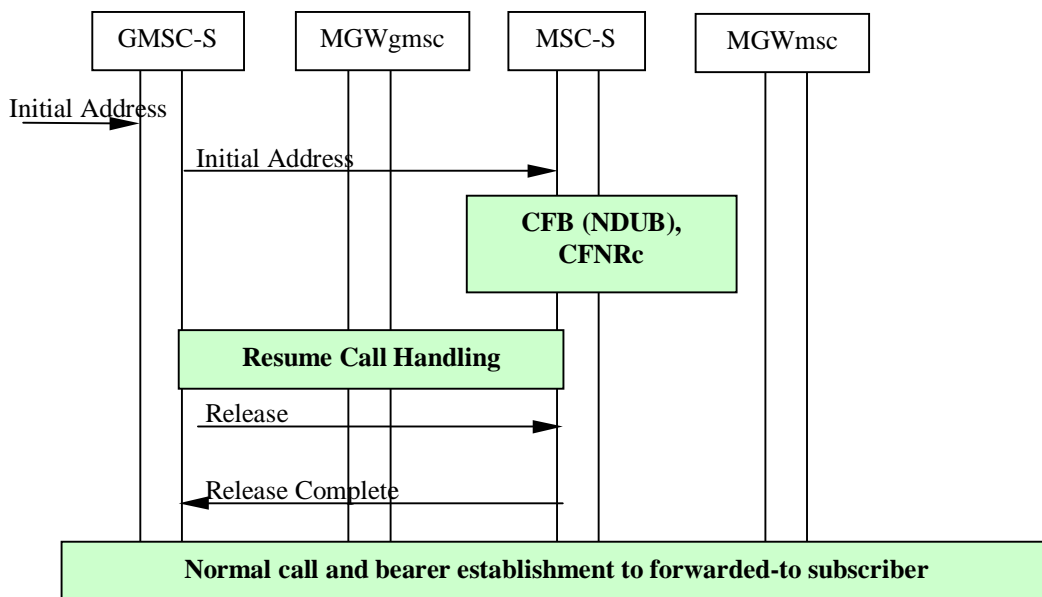 GMSC-S
MGWgmsc
MSC-S
MGWmsc
Initial Address
Initial Address
CFB (NDUB),
CFNRc
Resume Call Handling
Release
Release Complete
Normal call and bearer establishment to forwarded-to subscriber